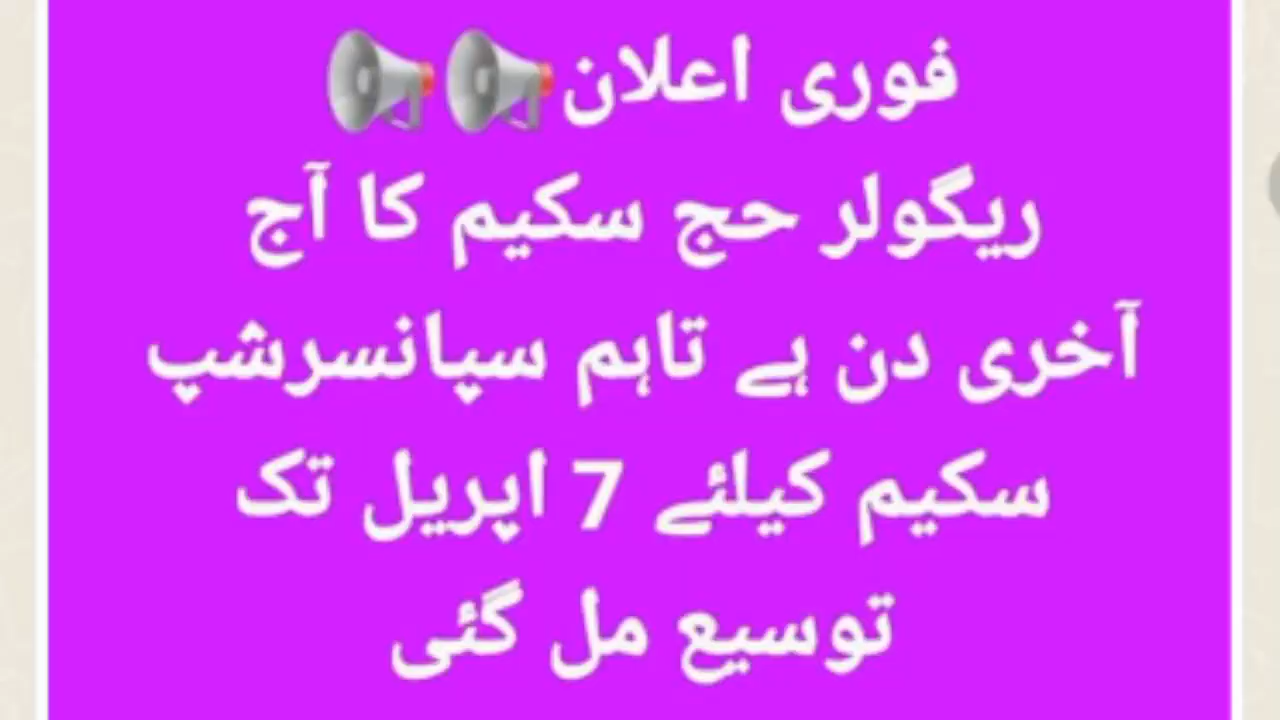 فوری اعلان📢📢
ریگولر حج سکیم کا آج
آخری دن ہے تاہم سپانسرشپ
سکیم کیلئے 7 اپریل تک
توسیع مل گئی